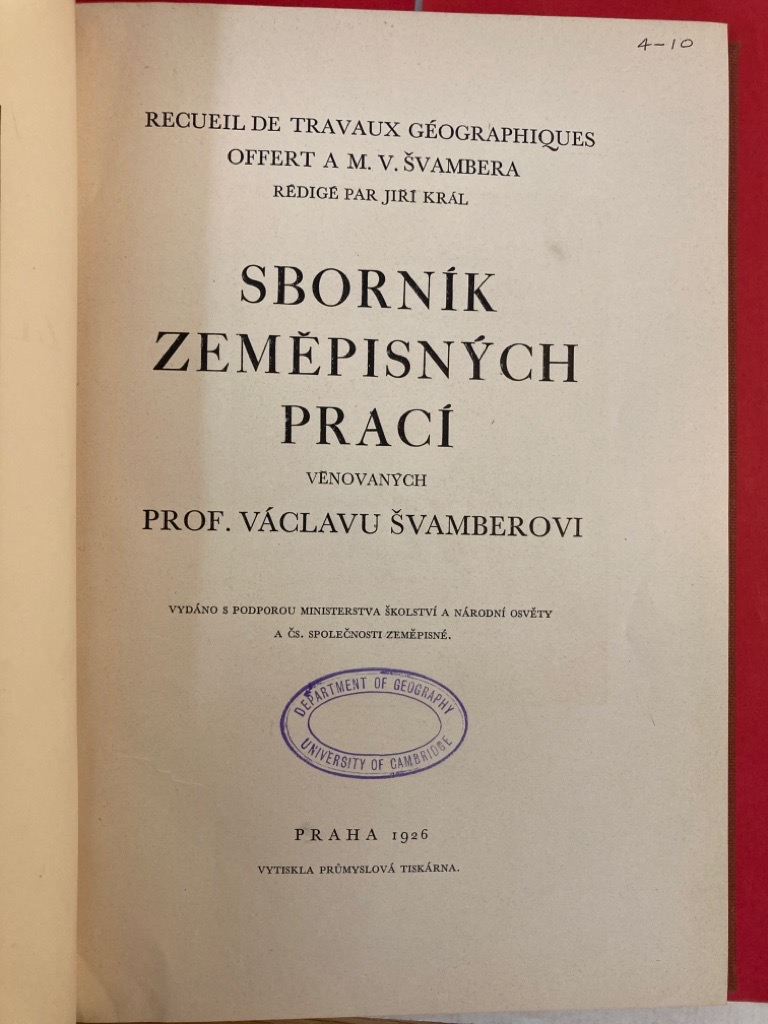 4-10
RECUEIL DE TRAVAUX GÉOGRAPHIQUES
OFFERT A M. V. ŠVAMBERA
RÉDIGÉ PAR JIŘÍ KRÁL
SBORNÍK
ZEMĚPISNÝCH
PRACÍ
VĚNOVANÝCH
PROF. VÁCLAVU ŠVAMBEROVI
VYDÁNO S PODPOROU MINISTERSTVA ŠKOLSTVÍ A NÁRODNÍ OSVĚTY
A ČS. SPOLEČNOSTI ZEMĚPISNÉ.
DEPARTMENT OF GEOGRAPHY
UNIVERSITY OF CAMBRIDGE
PRAHA 1926
VYTISKLA PRŮMYSLOVÁ TISKÁRNA.